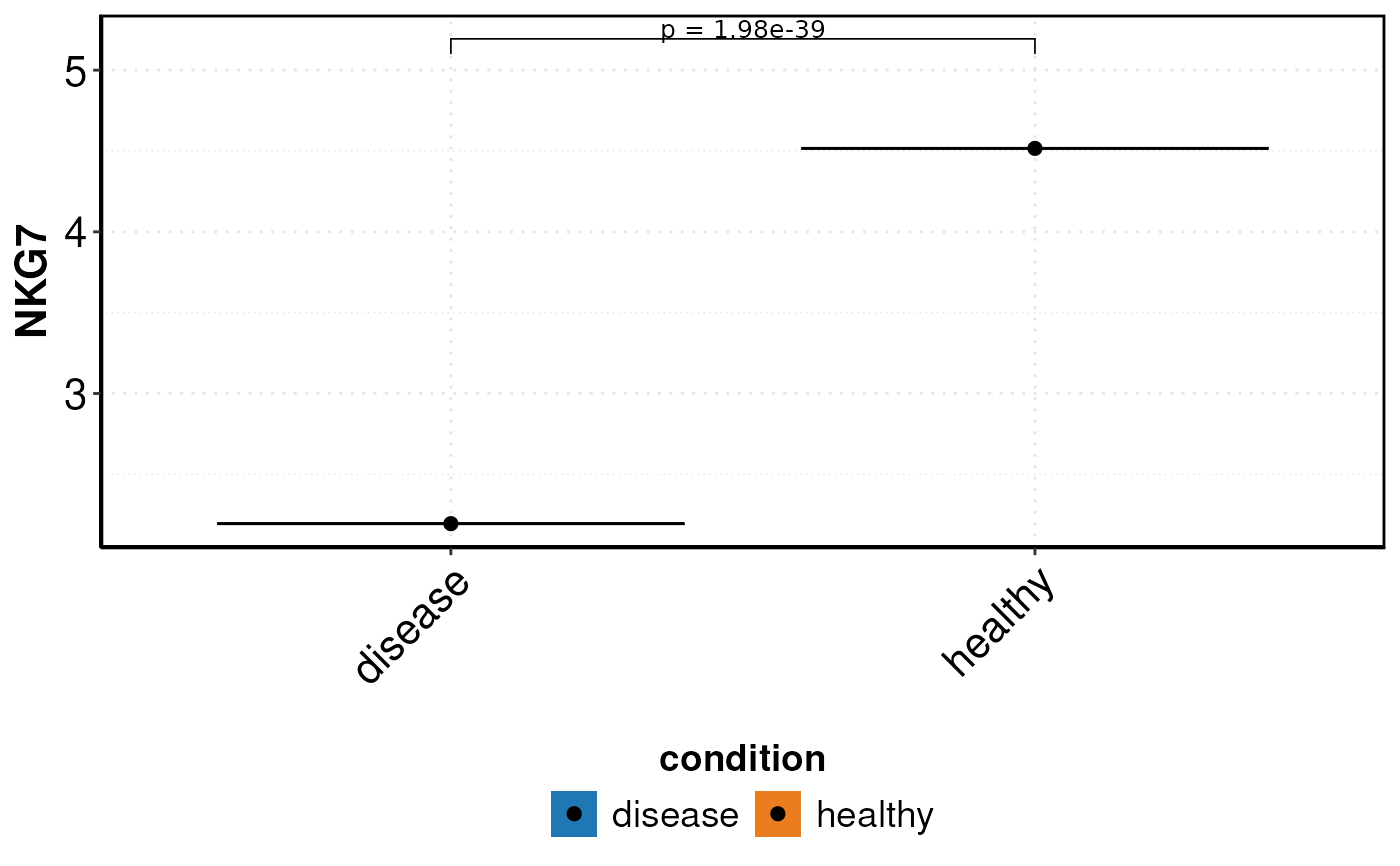 p = 1.98e-39
5
4
3
NKG7
disease
healthy
condition
disease healthy